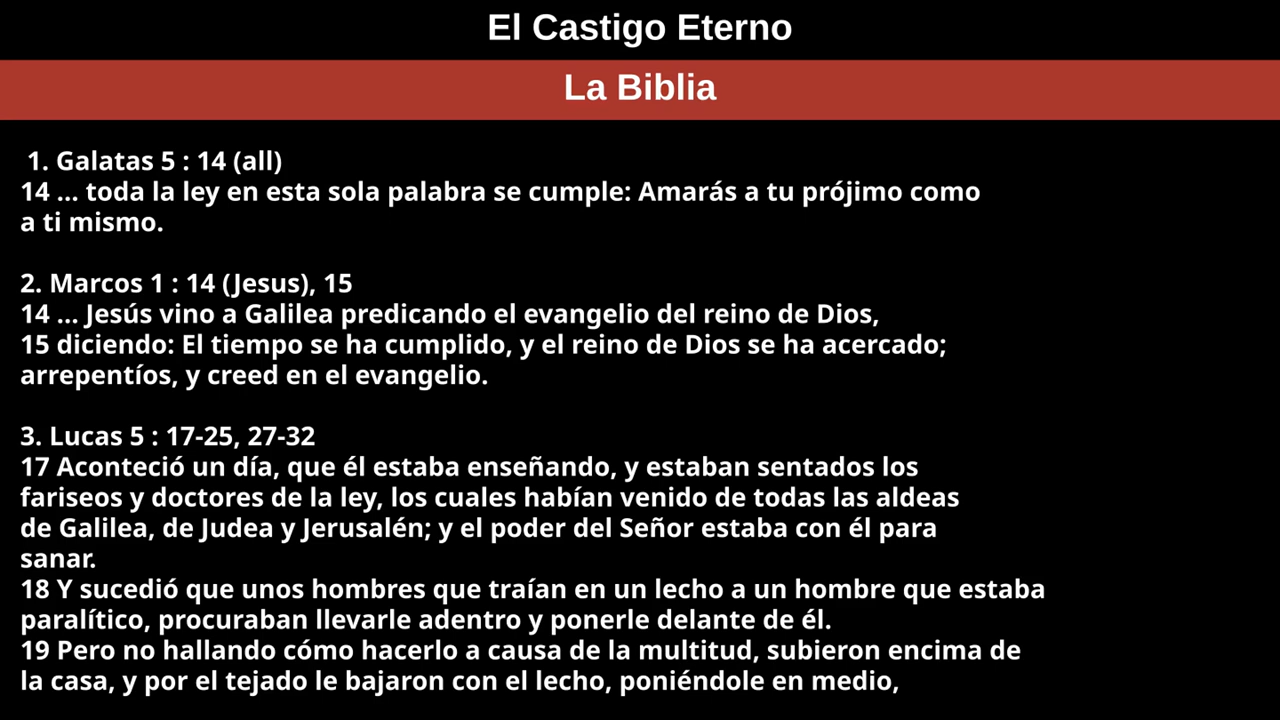 El Castigo Eterno
La Biblia
1. Galatas 5 : 14 (all)
14 ... toda la ley en esta sola palabra se cumple: Amarás a tu prójimo como
a ti mismo.
2. Marcos 1 : 14 (Jesus), 15
14 ... Jesús vino a Galilea predicando el evangelio del reino de Dios,
15 diciendo: El tiempo se ha cumplido, y el reino de Dios se ha acercado;
arrepentíos, y creed en el evangelio.
3. Lucas 5 : 17-25, 27-32
17 Aconteció un día, que él estaba enseñando, y estaban sentados los
fariseos y doctores de la ley, los cuales habían venido de todas las aldeas
de Galilea, de Judea y Jerusalén; y el poder del Señor estaba con él para
sanar.
18 Y sucedió que unos hombres que traían en un lecho a un hombre que estaba
paralítico, procuraban llevarle adentro y ponerle delante de él.
19 Pero no hallando cómo hacerlo a causa de la multitud, subieron encima de
la casa, y por el tejado le bajaron con el lecho, poniéndole en medio,